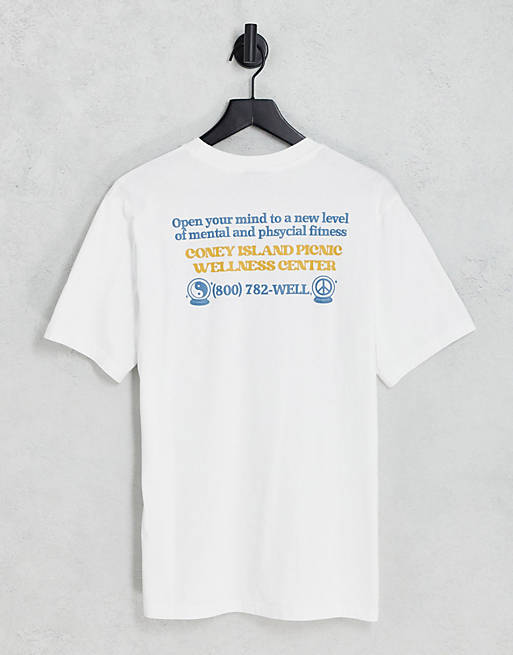 Open your mind to a new level
of mental and phsycial fitness
CONEY ISLAND PICNIC
WELLNESS CENTER
(800) 782-WELL